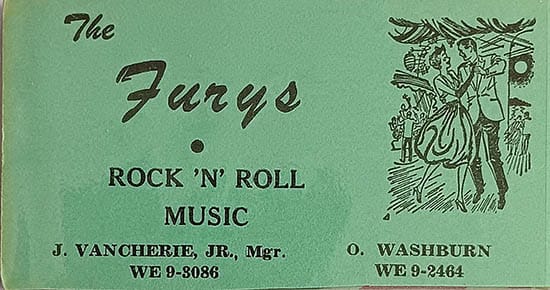 The
Furys
•
ROCK 'N' ROLL
MUSIC
J. VANCHERIE, JR., Mgr. O. WASHBURN
WE 9-3086 WE 9-2464